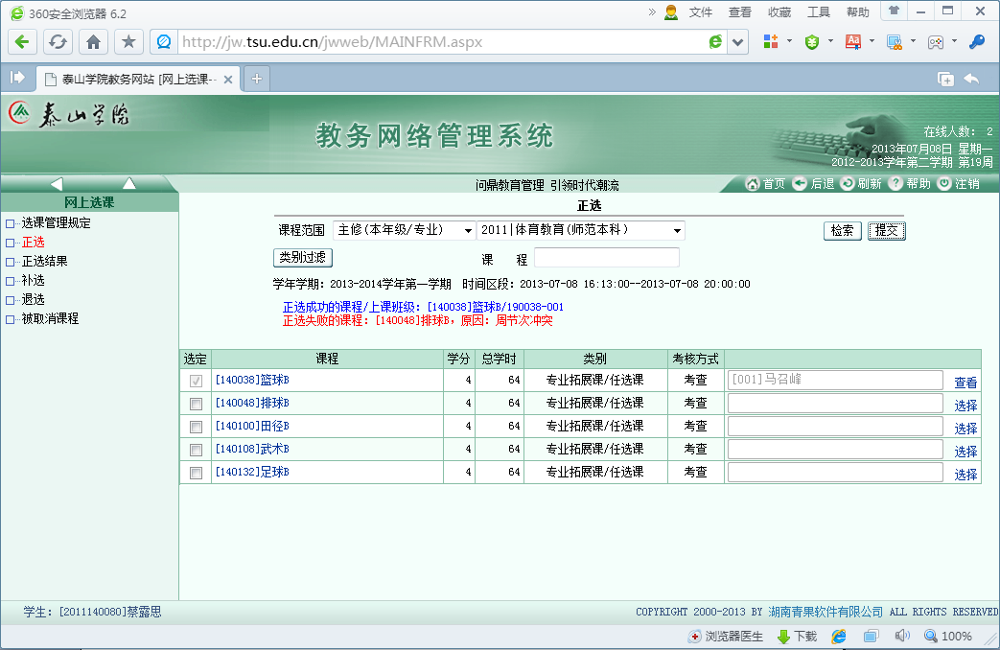 360安全浏览器 6.2
» 文件 查看 收藏 工具 帮助
http://jw.tsu.edu.cn/jwweb/MAINFRM.aspx
泰山学院教务网站 [网上选课--
泰山学院
教务网络管理系统
在线人数： 2
2013年07月08日 星期一
2012-2013学年第二学期 第19周
问鼎教育管理 引领时代潮流
首页 后退 刷新 帮助 注销
网上选课
选课管理规定
正选
正选结果
补选
退选
被取消课程
正选
课程范围 主修(本年级/专业) 2011|体育教育(师范本科) 检索 提交
类别过滤 课 程
学年学期：2013-2014学年第一学期 时间区段：2013-07-08 16:13:00--2013-07-08 20:00:00
正选成功的课程/上课班级：[140038]篮球B/190038-001
正选失败的课程：[140048]排球B，原因：周节次冲突
选定 课程 学分 总学时 类别 考核方式
[140038]篮球B 4 64 专业拓展课/任选课 考查 [001]马召峰 查看
[140048]排球B 4 64 专业拓展课/任选课 考查 选择
[140100]田径B 4 64 专业拓展课/任选课 考查 选择
[140108]武术B 4 64 专业拓展课/任选课 考查 选择
[140132]足球B 4 64 专业拓展课/任选课 考查 选择
学生：[2011140080]蔡露思
COPYRIGHT 2000-2013 BY 湖南青果软件有限公司 ALL RIGHTS RESERVED
浏览器医生 下载 100%